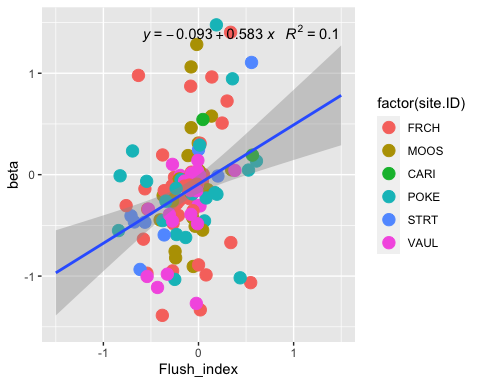 y = −0.093+0.583 x R² = 0.1
1
0
-1
beta
-1
0
1
Flush_index
factor(site.ID)
FRCH
MOOS
CARI
POKE
STRT
VAUL